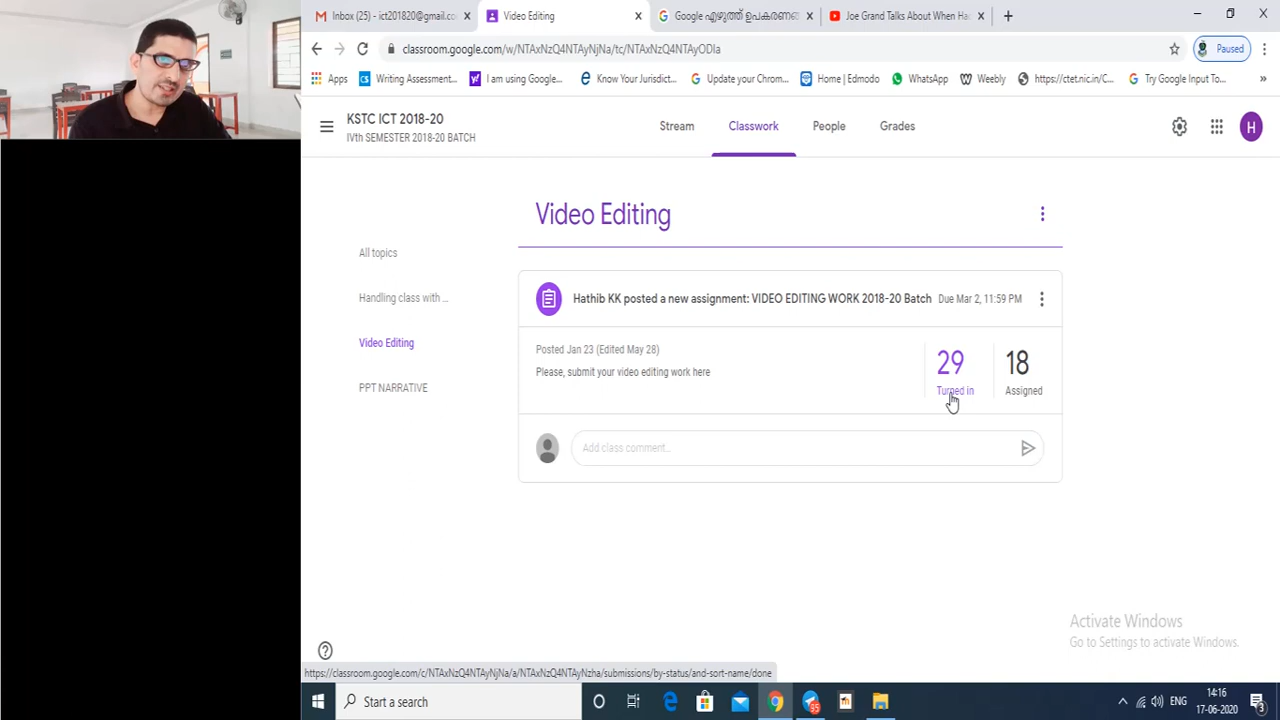 Inbox (25) - ict201820@gmail.cc
Video Editing
Google എഴുത്ത് ഉപകരണങ്ങ
Joe Grand Talks About When Ha
classroom.google.com/w/NTAxNzQ4NTAyNjNa/tc/NTAxNzQ4NTAyODla
Paused
Apps
Writing Assessment...
I am using Google...
Know Your Jurisdict...
Update your Chrom...
Home | Edmodo
WhatsApp
Weebly
https://ctet.nic.in/C...
Try Google Input To...
»
KSTC ICT 2018-20
IVth SEMESTER 2018-20 BATCH
Stream
Classwork
People
Grades
H
Video Editing
All topics
Handling class with ...
Video Editing
PPT NARRATIVE
Hathib KK posted a new assignment: VIDEO EDITING WORK 2018-20 Batch
Due Mar 2, 11:59 PM
Posted Jan 23 (Edited May 28)
Please, submit your video editing work here
29
Turned in
18
Assigned
Add class comment...
Activate Windows
Go to Settings to activate Windows.
https://classroom.google.com/c/NTAxNzQ4NTAyNjNa/a/NTAxNzQ4NTAyNzha/submissions/by-status/and-sort-name/done
Start a search
ENG
14:16
17-06-2020